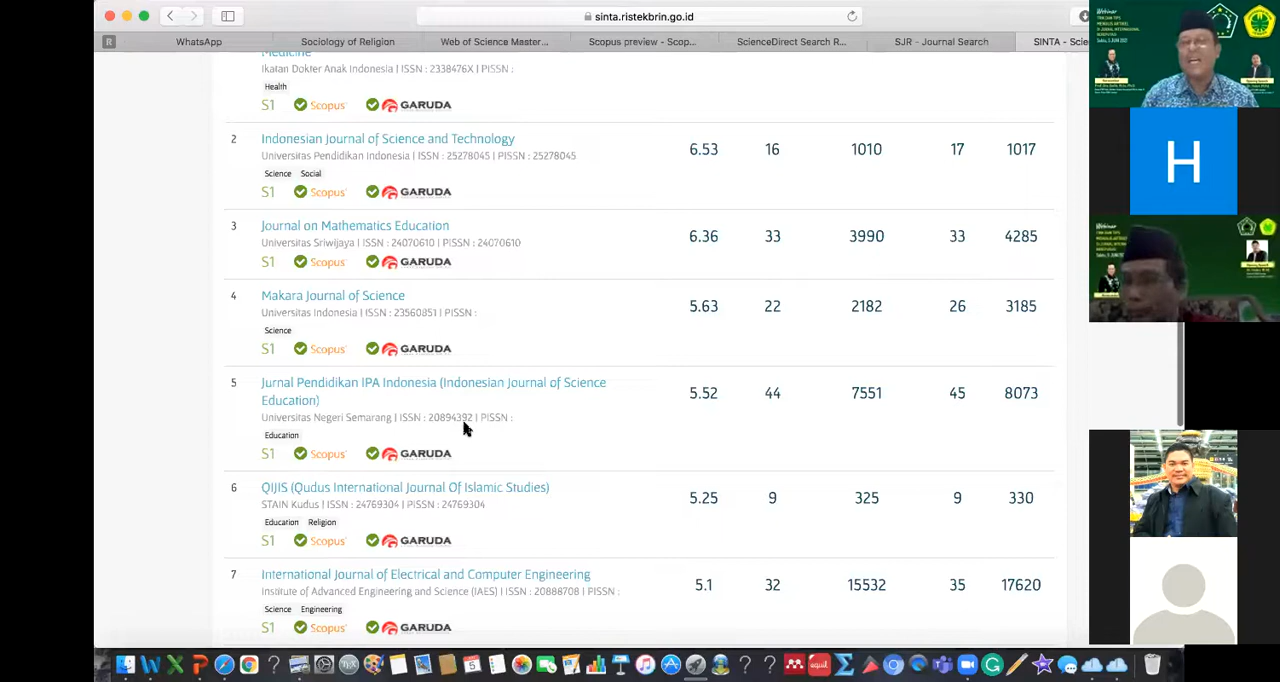 sinta.ristekbrin.go.id
R
WhatsApp
Sociology of Religion
Web of Science Master...
Scopus preview - Scop...
ScienceDirect Search R...
SJR - Journal Search
SINTA - Scie
Medicine
Ikatan Dokter Anak Indonesia | ISSN : 2338476X | PISSN :
Health
S1 Scopus GARUDA
2 Indonesian Journal of Science and Technology 6.53 16 1010 17 1017
Universitas Pendidikan Indonesia | ISSN : 25278045 | PISSN : 25278045
Science Social
S1 Scopus GARUDA
3 Journal on Mathematics Education 6.36 33 3990 33 4285
Universitas Sriwijaya | ISSN : 24070610 | PISSN : 24070610
S1 Scopus GARUDA
4 Makara Journal of Science 5.63 22 2182 26 3185
Universitas Indonesia | ISSN : 23560851 | PISSN :
Science
S1 Scopus GARUDA
5 Jurnal Pendidikan IPA Indonesia (Indonesian Journal of Science 5.52 44 7551 45 8073
Education)
Universitas Negeri Semarang | ISSN : 20894392 | PISSN :
Education
S1 Scopus GARUDA
6 QIJIS (Qudus International Journal Of Islamic Studies) 5.25 9 325 9 330
STAIN Kudus | ISSN : 24769304 | PISSN : 24769304
Education Religion
S1 Scopus GARUDA
7 International Journal of Electrical and Computer Engineering 5.1 32 15532 35 17620
Institute of Advanced Engineering and Science (IAES) | ISSN : 20888708 | PISSN :
Science Engineering
S1 Scopus GARUDA
Webinar
H